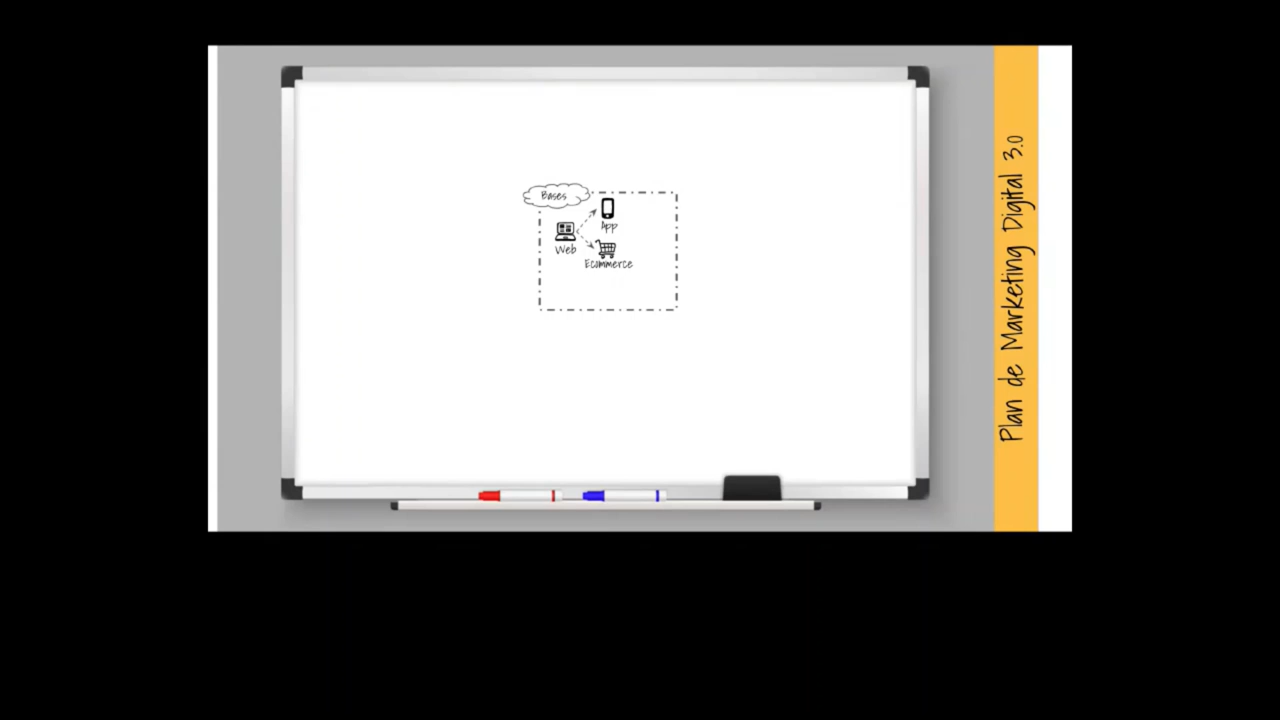 Bases
App
Web
Ecommerce
Plan de Marketing Digital 3.0